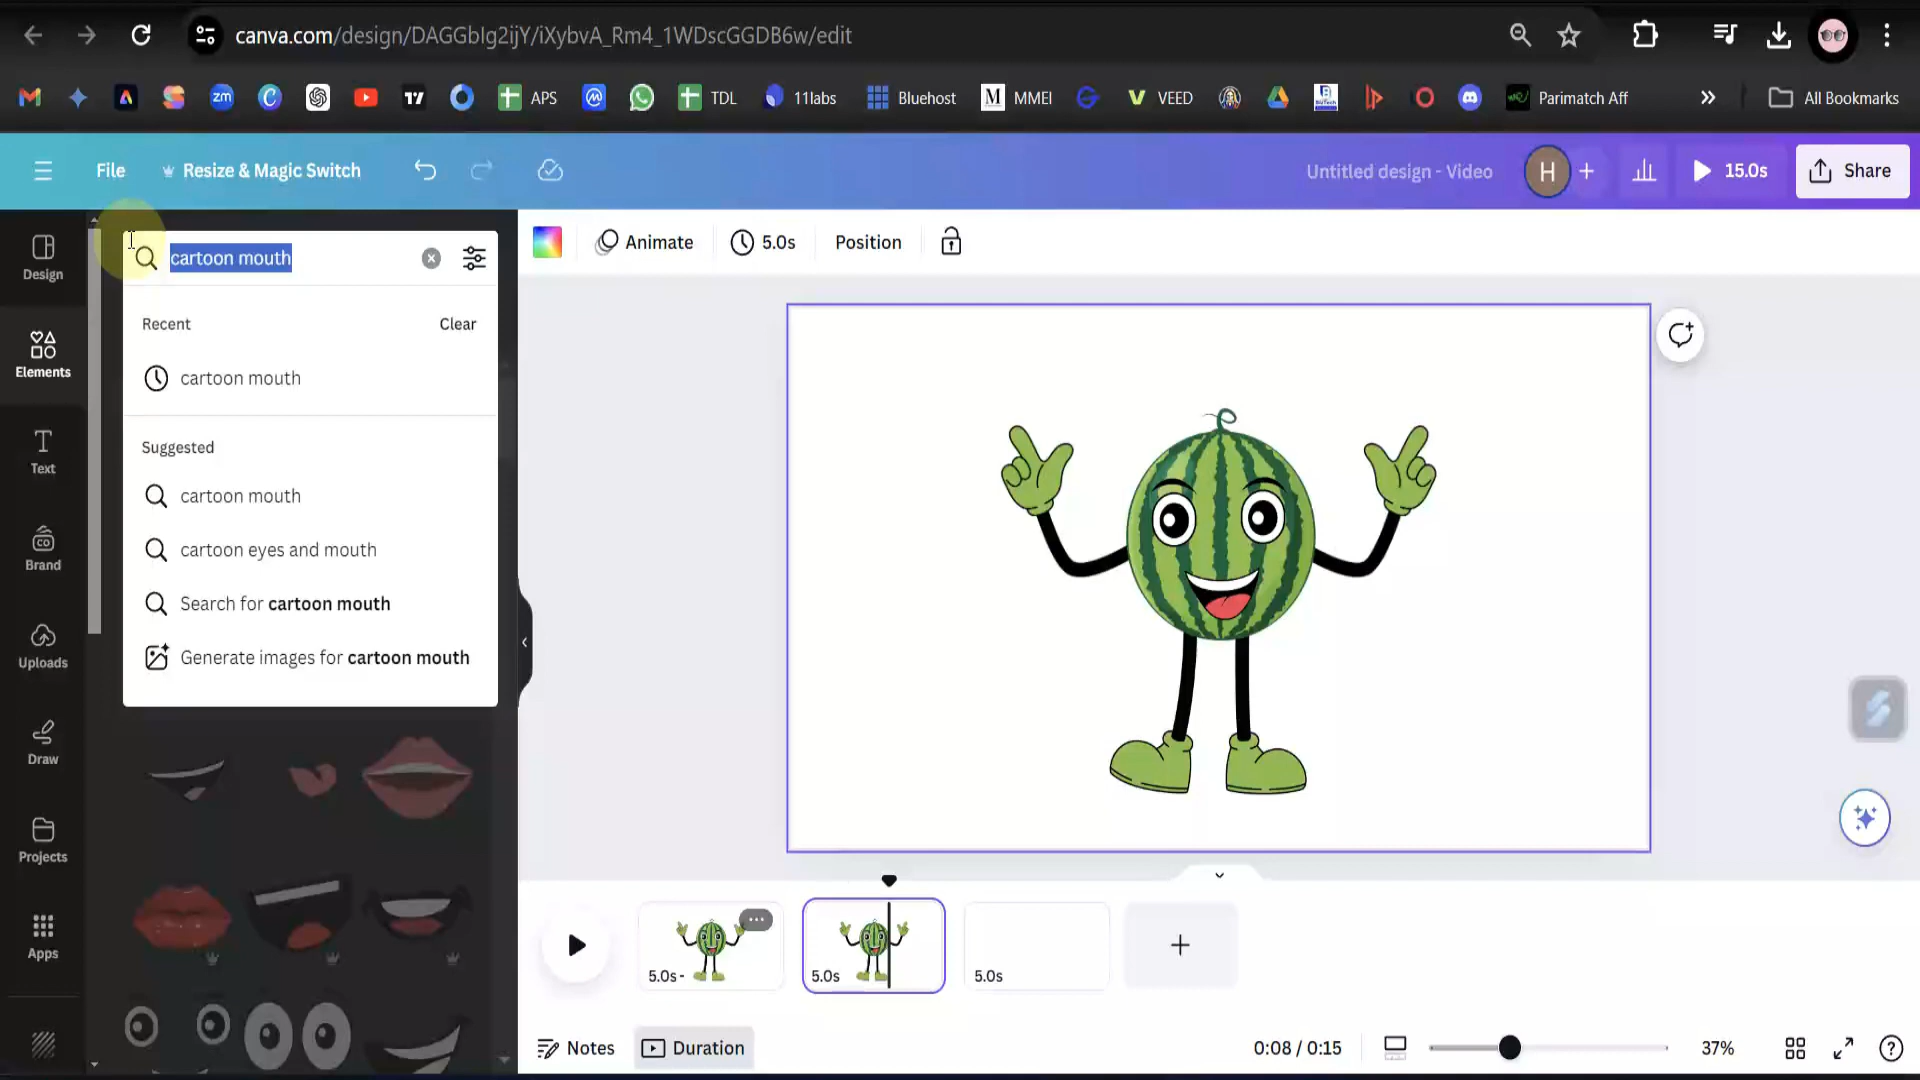 canva.com/design/DAGGbIg2ijY/iXybvA_Rm4_1WDscGGDB6w/edit
zm
APS
TDL
11labs
Bluehost
M MMEI
VEED
Parimatch Aff
All Bookmarks
File
Resize & Magic Switch
Untitled design - Video
H
15.0s
Share
Design
Elements
Text
Brand
Uploads
Draw
Projects
Apps
cartoon mouth
Recent
Clear
cartoon mouth
Suggested
cartoon mouth
cartoon eyes and mouth
Search for cartoon mouth
Generate images for cartoon mouth
Animate
5.0s
Position
5.0s-
5.0s
5.0s
Notes
Duration
0:08 / 0:15
37%